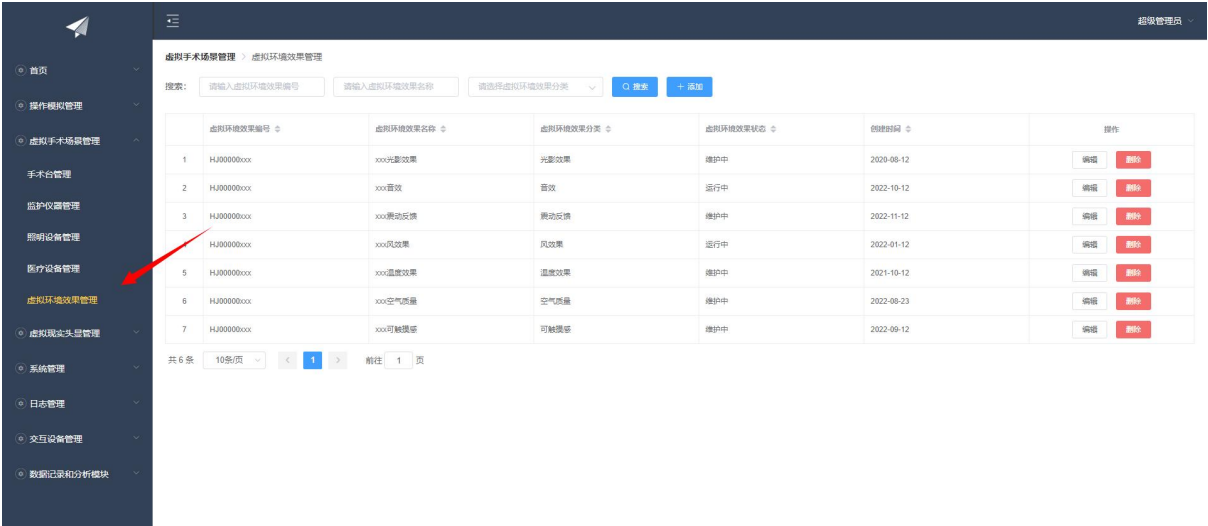 超级管理员
首页
操作模拟管理
虚拟手术场景管理
手术台管理
监护仪器管理
照明设备管理
医疗设备管理
虚拟环境效果管理
虚拟现实头显管理
系统管理
日志管理
交互设备管理
数据记录和分析模块
虚拟手术场景管理 > 虚拟环境效果管理
搜索: 请输入虚拟环境效果编号 请输入虚拟环境效果名称 请选择虚拟环境效果分类 搜索 + 添加
虚拟环境效果编号 虚拟环境效果名称 虚拟环境效果分类 虚拟环境效果状态 创建时间 操作
1 HJ00000xxx xxx光影效果 光影效果 维护中 2020-08-12 编辑 删除
2 HJ00000xxx xxx音效 音效 运行中 2022-10-12 编辑 删除
3 HJ00000xxx xxx震动反馈 震动反馈 维护中 2022-11-12 编辑 删除
4 HJ00000xxx xxx风效果 风效果 运行中 2022-01-12 编辑 删除
5 HJ00000xxx xxx温度效果 温度效果 维护中 2021-10-12 编辑 删除
6 HJ00000xxx xxx空气质量 空气质量 维护中 2022-08-23 编辑 删除
7 HJ00000xxx xxx可触摸感 可触摸感 维护中 2022-09-12 编辑 删除
共 6 条 10条/页 < 1 > 前往 1 页